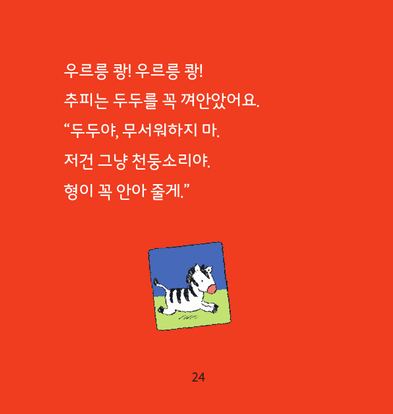 우르릉 쾅! 우르릉 쾅!
추피는 두두를 꼭 껴안았어요.
“두두야, 무서워하지 마.
저건 그냥 천둥소리야.
형이 꼭 안아 줄게.”
24